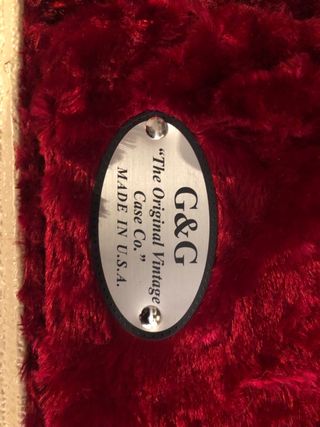 G&G
"The Original Vintage
Case Co."
MADE IN U.S.A.